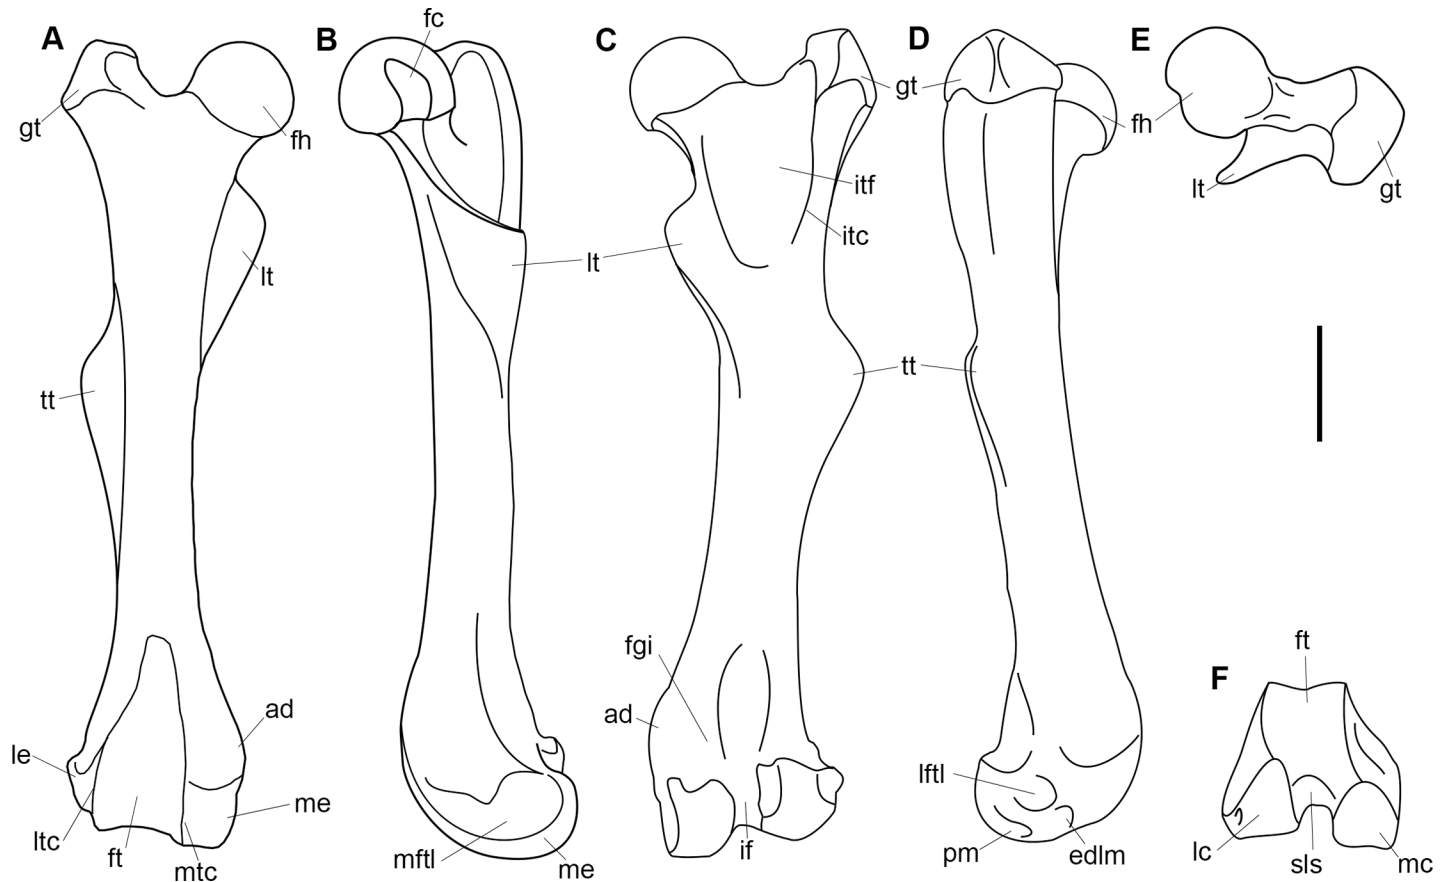 A
gt
fh
lt
tt
le
ltc
ft
mtc
ad
me
B
fc
lt
mftl
me
C
gt
itf
itc
tt
fgi
ad
if
D
fh
lftl
pm
edlm
E
lt
gt
F
ft
lc
sls
mc